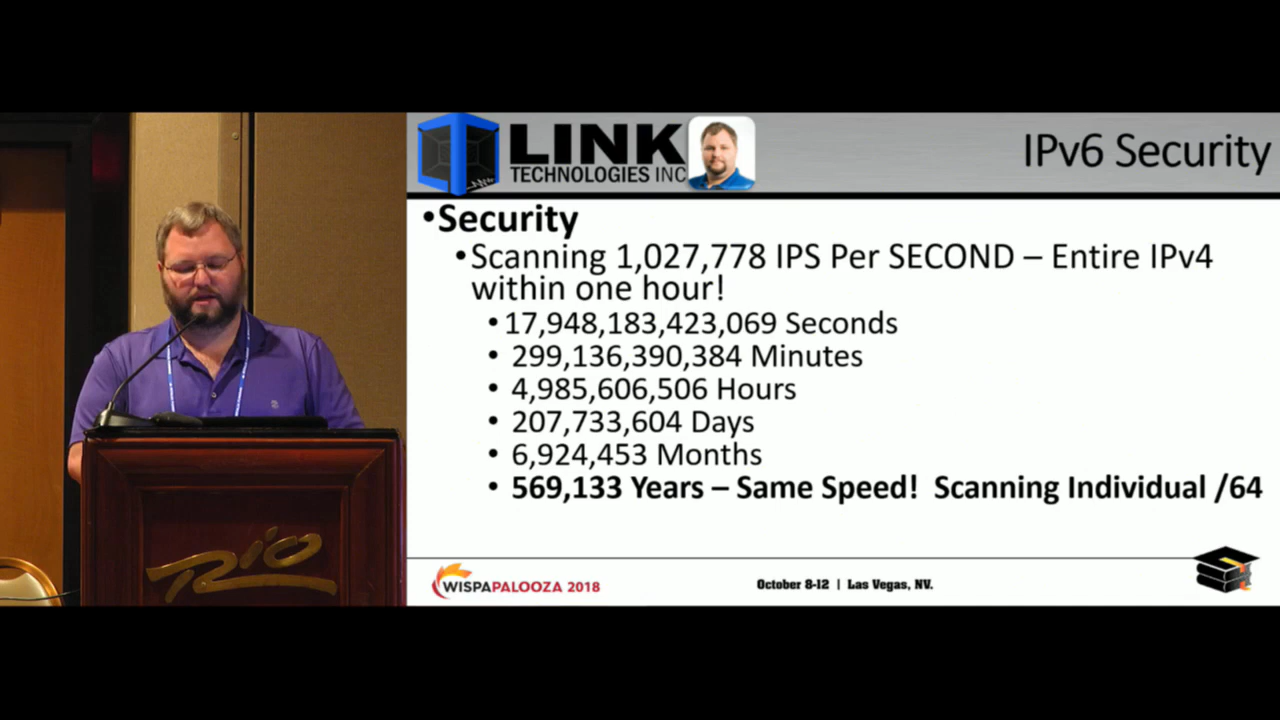 LINK
TECHNOLOGIES INC
IPv6 Security
•Security
•Scanning 1,027,778 IPS Per SECOND – Entire IPv4
within one hour!
•17,948,183,423,069 Seconds
• 299,136,390,384 Minutes
• 4,985,606,506 Hours
• 207,733,604 Days
• 6,924,453 Months
• 569,133 Years – Same Speed! Scanning Individual /64
RIO
WISPAPALOOZA 2018
October 8-12 | Las Vegas, NV.